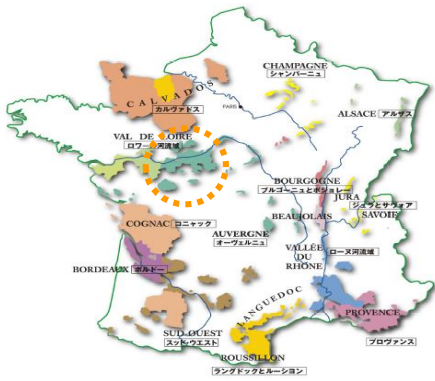 CHAMPAGNE
シャンパーニュ
CALVADOS
カルヴァドス
PARIS
ALSACE アルザス
VAL DE LOIRE
ロワール河流域
BOURGOGNE
ブルゴーニュとボジョレー
JURA
ジュラとサヴォア
SAVOIE
BEAUJOLAIS
COGNAC コニャック
AUVERGNE
オーヴェルニュ
VALLÉE
DU
RHÔNE
ローヌ河流域
BORDEAUX ボルドー
LANGUEDOC
PROVENCE
プロヴァンス
SUD OUEST
スッド・ウエスト
ROUSSILLON
ラングドックとルーション